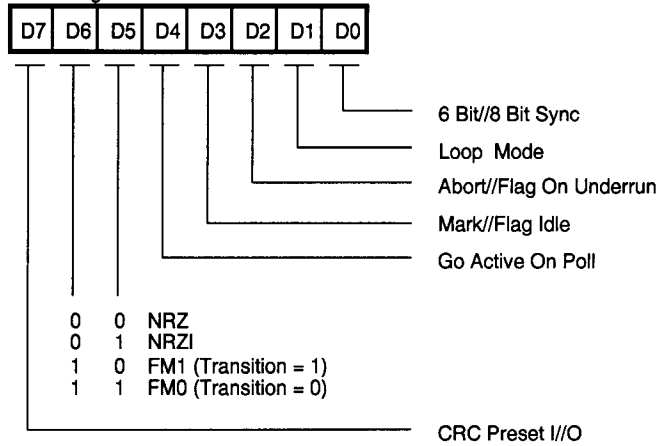 D7 D6 D5 D4 D3 D2 D1 D0
6 Bit//8 Bit Sync
Loop Mode
Abort//Flag On Underrun
Mark//Flag Idle
Go Active On Poll
0 0 NRZ
0 1 NRZI
1 0 FM1 (Transition = 1)
1 1 FM0 (Transition = 0)
CRC Preset I//O